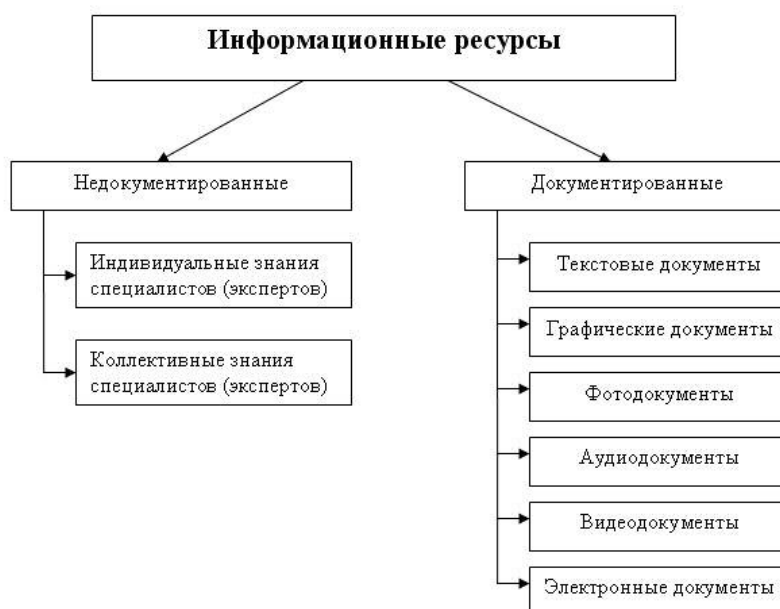 Информационные ресурсы
Недокументированные
Индивидуальные знания
специалистов (экспертов)
Коллективные знания
специалистов (экспертов)
Документированные
Текстовые документы
Графические документы
Фотодокументы
Аудиодокументы
Видеодокументы
Электронные документы